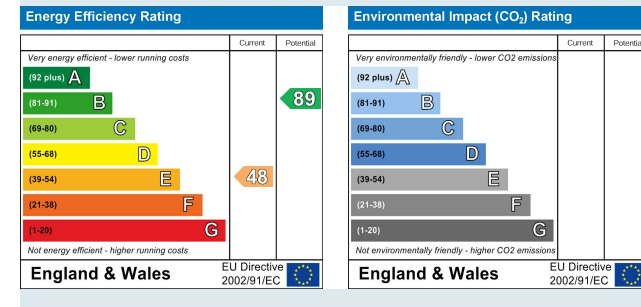 Energy Efficiency Rating
Current Potential
Very energy efficient - lower running costs
(92 plus) A
(81-91) B
89
(69-80) C
(55-68) D
(39-54) E
48
(21-38) F
(1-20) G
Not energy efficient - higher running costs
England & Wales
EU Directive
2002/91/EC
Environmental Impact (CO₂) Rating
Current Potential
Very environmentally friendly - lower CO2 emissions
(92 plus) A
(81-91) B
(69-80) C
(55-68) D
(39-54) E
(21-38) F
(1-20) G
Not environmentally friendly - higher CO2 emissions
England & Wales
EU Directive
2002/91/EC